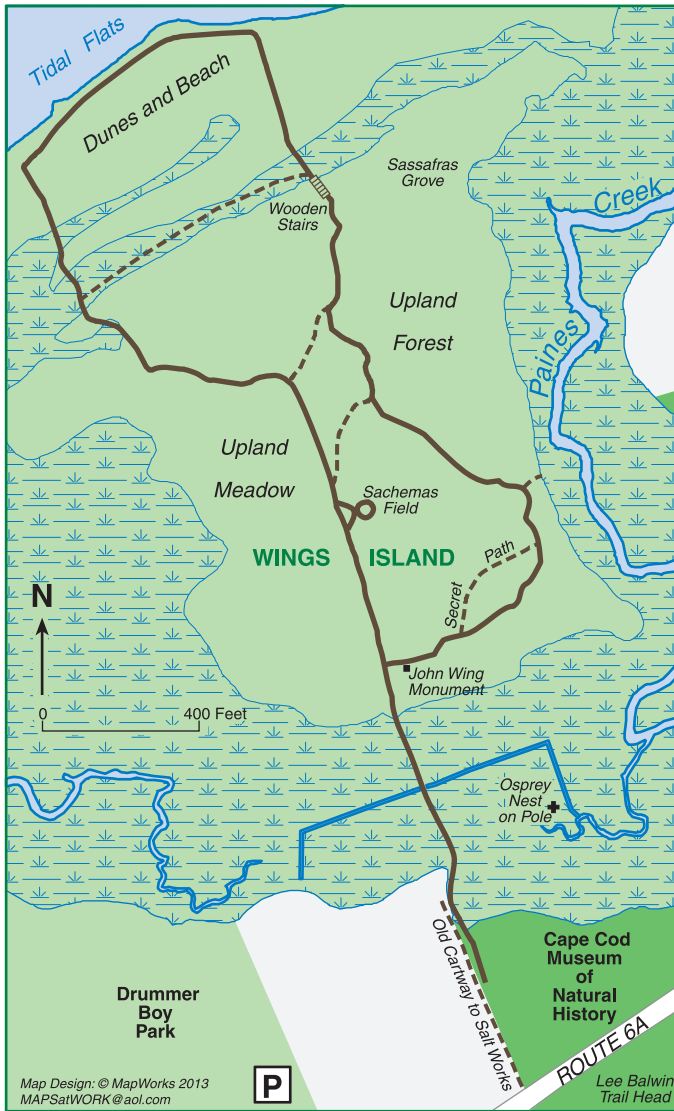 Tidal Flats
Dunes and Beach
Sassafras
Grove
Wooden
Stairs
Creek
Paines
Upland
Forest
Upland
Meadow
Sachemas
Field
WINGS ISLAND
Secret Path
N
0 400 Feet
John Wing
Monument
Osprey
Nest
on Pole
Old Cartway to Salt Works
Cape Cod
Museum
of
Natural
History
Drummer
Boy
Park
ROUTE 6A
P
Map Design: © MapWorks 2013
MAPSatWORK@aol.com
Lee Balwin
Trail Head